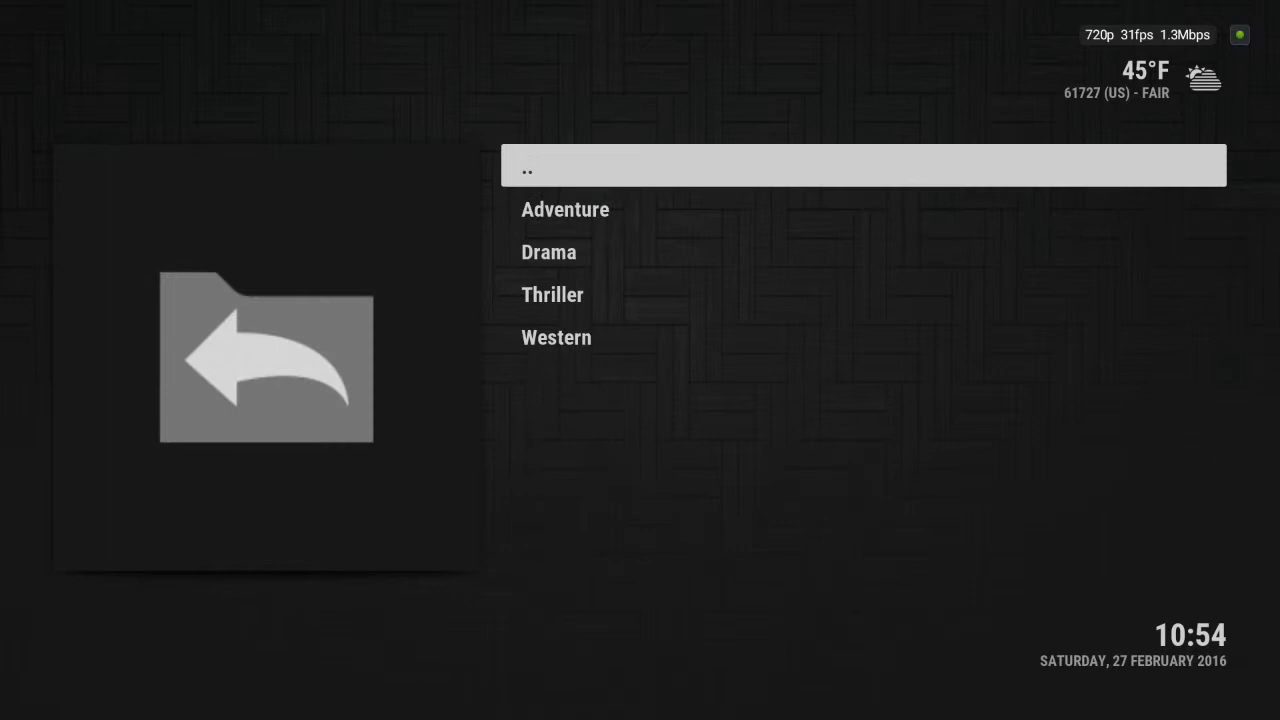 720p 31fps 1.3Mbps
45°F
61727 (US) - FAIR
..
Adventure
Drama
Thriller
Western
10:54
SATURDAY, 27 FEBRUARY 2016